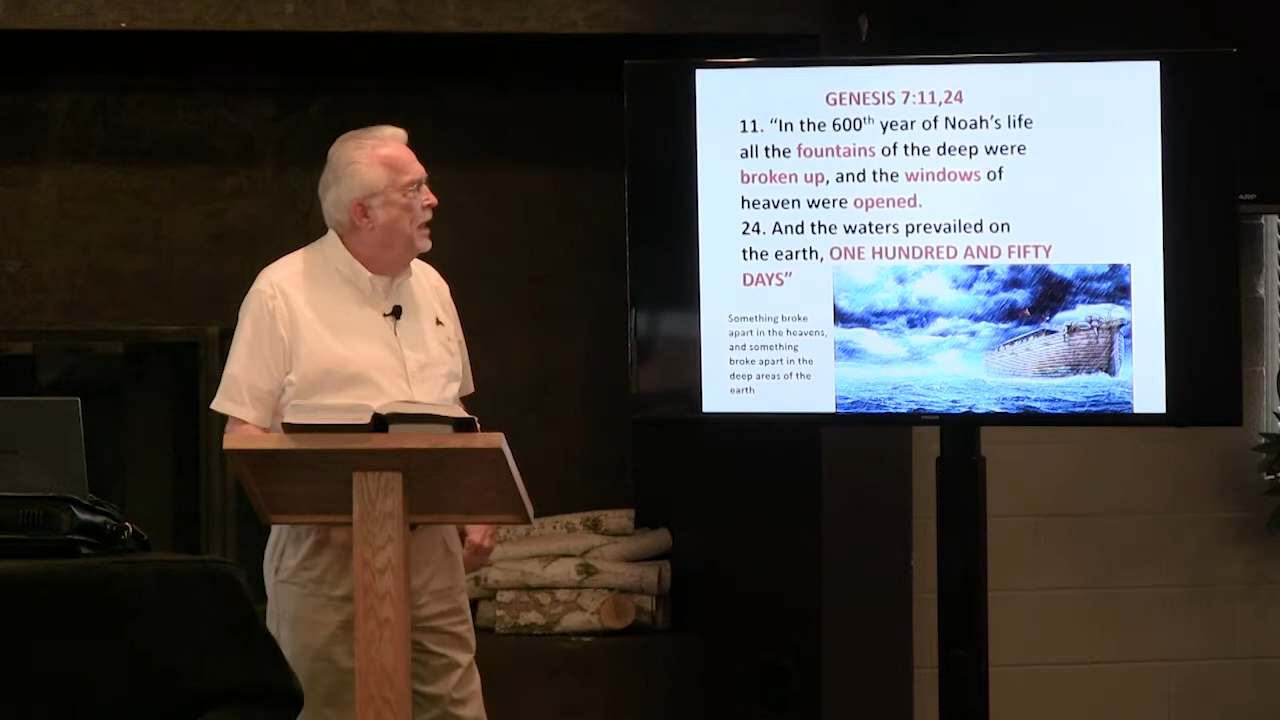 GENESIS 7:11,24
11. “In the 600th year of Noah’s life
all the fountains of the deep were
broken up, and the windows of
heaven were opened.
24. And the waters prevailed on
the earth, ONE HUNDRED AND FIFTY
DAYS”
Something broke
apart in the heavens,
and something
broke apart in the
deep areas of the
earth